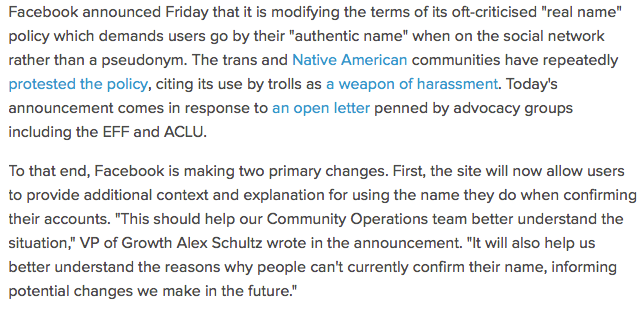 Facebook announced Friday that it is modifying the terms of its oft-criticised "real name"
policy which demands users go by their "authentic name" when on the social network
rather than a pseudonym. The trans and Native American communities have repeatedly
protested the policy, citing its use by trolls as a weapon of harassment. Today's
announcement comes in response to an open letter penned by advocacy groups
including the EFF and ACLU.
To that end, Facebook is making two primary changes. First, the site will now allow users
to provide additional context and explanation for using the name they do when confirming
their accounts. "This should help our Community Operations team better understand the
situation," VP of Growth Alex Schultz wrote in the announcement. "It will also help us
better understand the reasons why people can't currently confirm their name, informing
potential changes we make in the future."